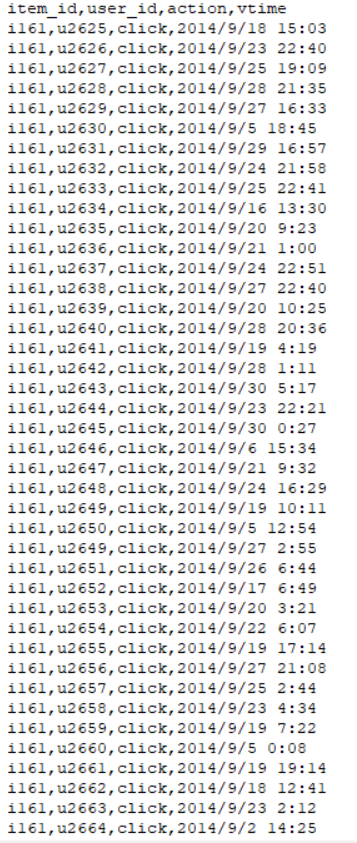 item_id,user_id,action,vtime
i161,u2625,click,2014/9/18 15:03
i161,u2626,click,2014/9/23 22:40
i161,u2627,click,2014/9/25 19:09
i161,u2628,click,2014/9/28 21:35
i161,u2629,click,2014/9/27 16:33
i161,u2630,click,2014/9/5 18:45
i161,u2631,click,2014/9/29 16:57
i161,u2632,click,2014/9/24 21:58
i161,u2633,click,2014/9/25 22:41
i161,u2634,click,2014/9/16 13:30
i161,u2635,click,2014/9/20 9:23
i161,u2636,click,2014/9/21 1:00
i161,u2637,click,2014/9/24 22:51
i161,u2638,click,2014/9/27 22:40
i161,u2639,click,2014/9/20 10:25
i161,u2640,click,2014/9/28 20:36
i161,u2641,click,2014/9/19 4:19
i161,u2642,click,2014/9/28 1:11
i161,u2643,click,2014/9/30 5:17
i161,u2644,click,2014/9/23 22:21
i161,u2645,click,2014/9/30 0:27
i161,u2646,click,2014/9/6 15:34
i161,u2647,click,2014/9/21 9:32
i161,u2648,click,2014/9/24 16:29
i161,u2649,click,2014/9/19 10:11
i161,u2650,click,2014/9/5 12:54
i161,u2649,click,2014/9/27 2:55
i161,u2651,click,2014/9/26 6:44
i161,u2652,click,2014/9/17 6:49
i161,u2653,click,2014/9/20 3:21
i161,u2654,click,2014/9/22 6:07
i161,u2655,click,2014/9/19 17:14
i161,u2656,click,2014/9/27 21:08
i161,u2657,click,2014/9/25 2:44
i161,u2658,click,2014/9/23 4:34
i161,u2659,click,2014/9/19 7:22
i161,u2660,click,2014/9/5 0:08
i161,u2661,click,2014/9/19 19:14
i161,u2662,click,2014/9/18 12:41
i161,u2663,click,2014/9/23 2:12
i161,u2664,click,2014/9/2 14:25